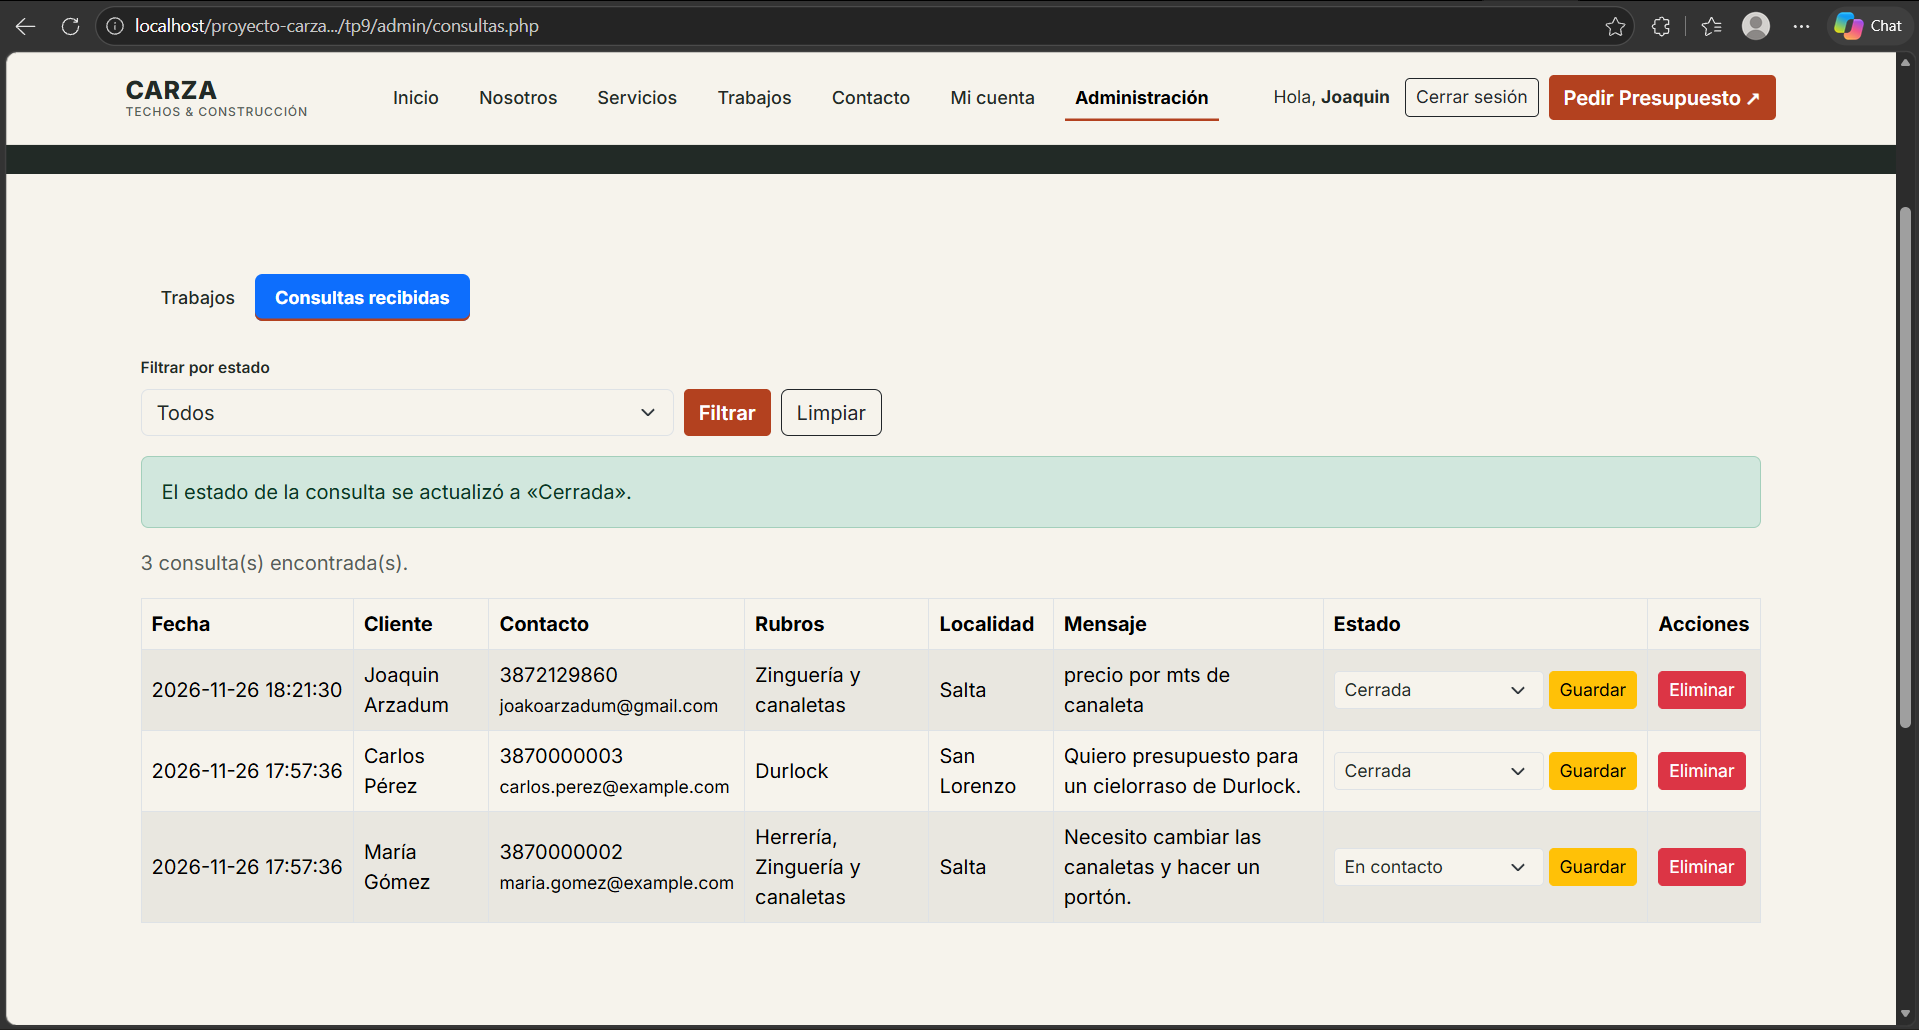 localhost/proyecto-carza.../tp9/admin/consultas.php
Chat
CARZA
TECHOS & CONSTRUCCIÓN
Inicio
Nosotros
Servicios
Trabajos
Contacto
Mi cuenta
Administración
Hola, Joaquin
Cerrar sesión
Pedir Presupuesto ↗
Trabajos
Consultas recibidas
Filtrar por estado
Todos
Filtrar
Limpiar
El estado de la consulta se actualizó a «Cerrada».
3 consulta(s) encontrada(s).
Fecha
Cliente
Contacto
Rubros
Localidad
Mensaje
Estado
Acciones
2026-11-26 18:21:30
Joaquin
Arzadum
3872129860
joakoarzadum@gmail.com
Zinguería y
canaletas
Salta
precio por mts de
canaleta
Cerrada
Guardar
Eliminar
2026-11-26 17:57:36
Carlos
Pérez
3870000003
carlos.perez@example.com
Durlock
San
Lorenzo
Quiero presupuesto para
un cielorraso de Durlock.
Cerrada
Guardar
Eliminar
2026-11-26 17:57:36
María
Gómez
3870000002
maria.gomez@example.com
Herrería,
Zinguería y
canaletas
Salta
Necesito cambiar las
canaletas y hacer un
portón.
En contacto
Guardar
Eliminar